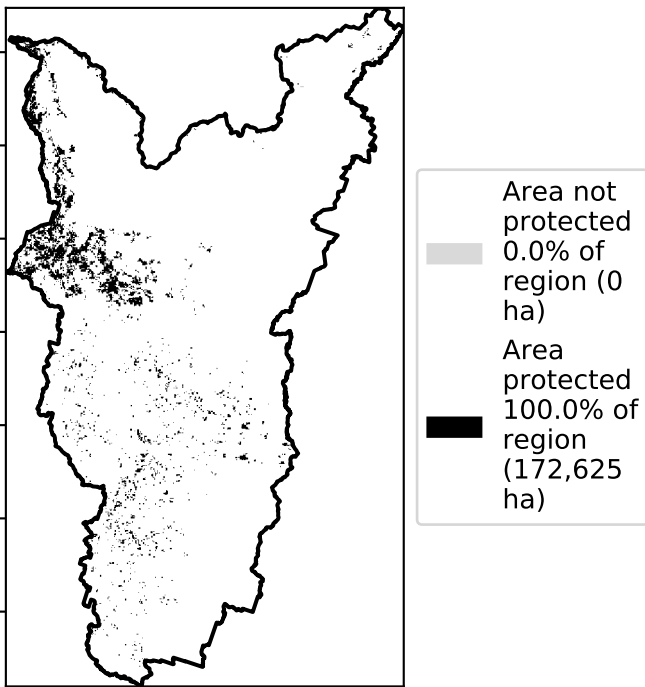 Area not
protected
0.0% of
region (0
ha)
Area
protected
100.0% of
region
(172,625
ha)